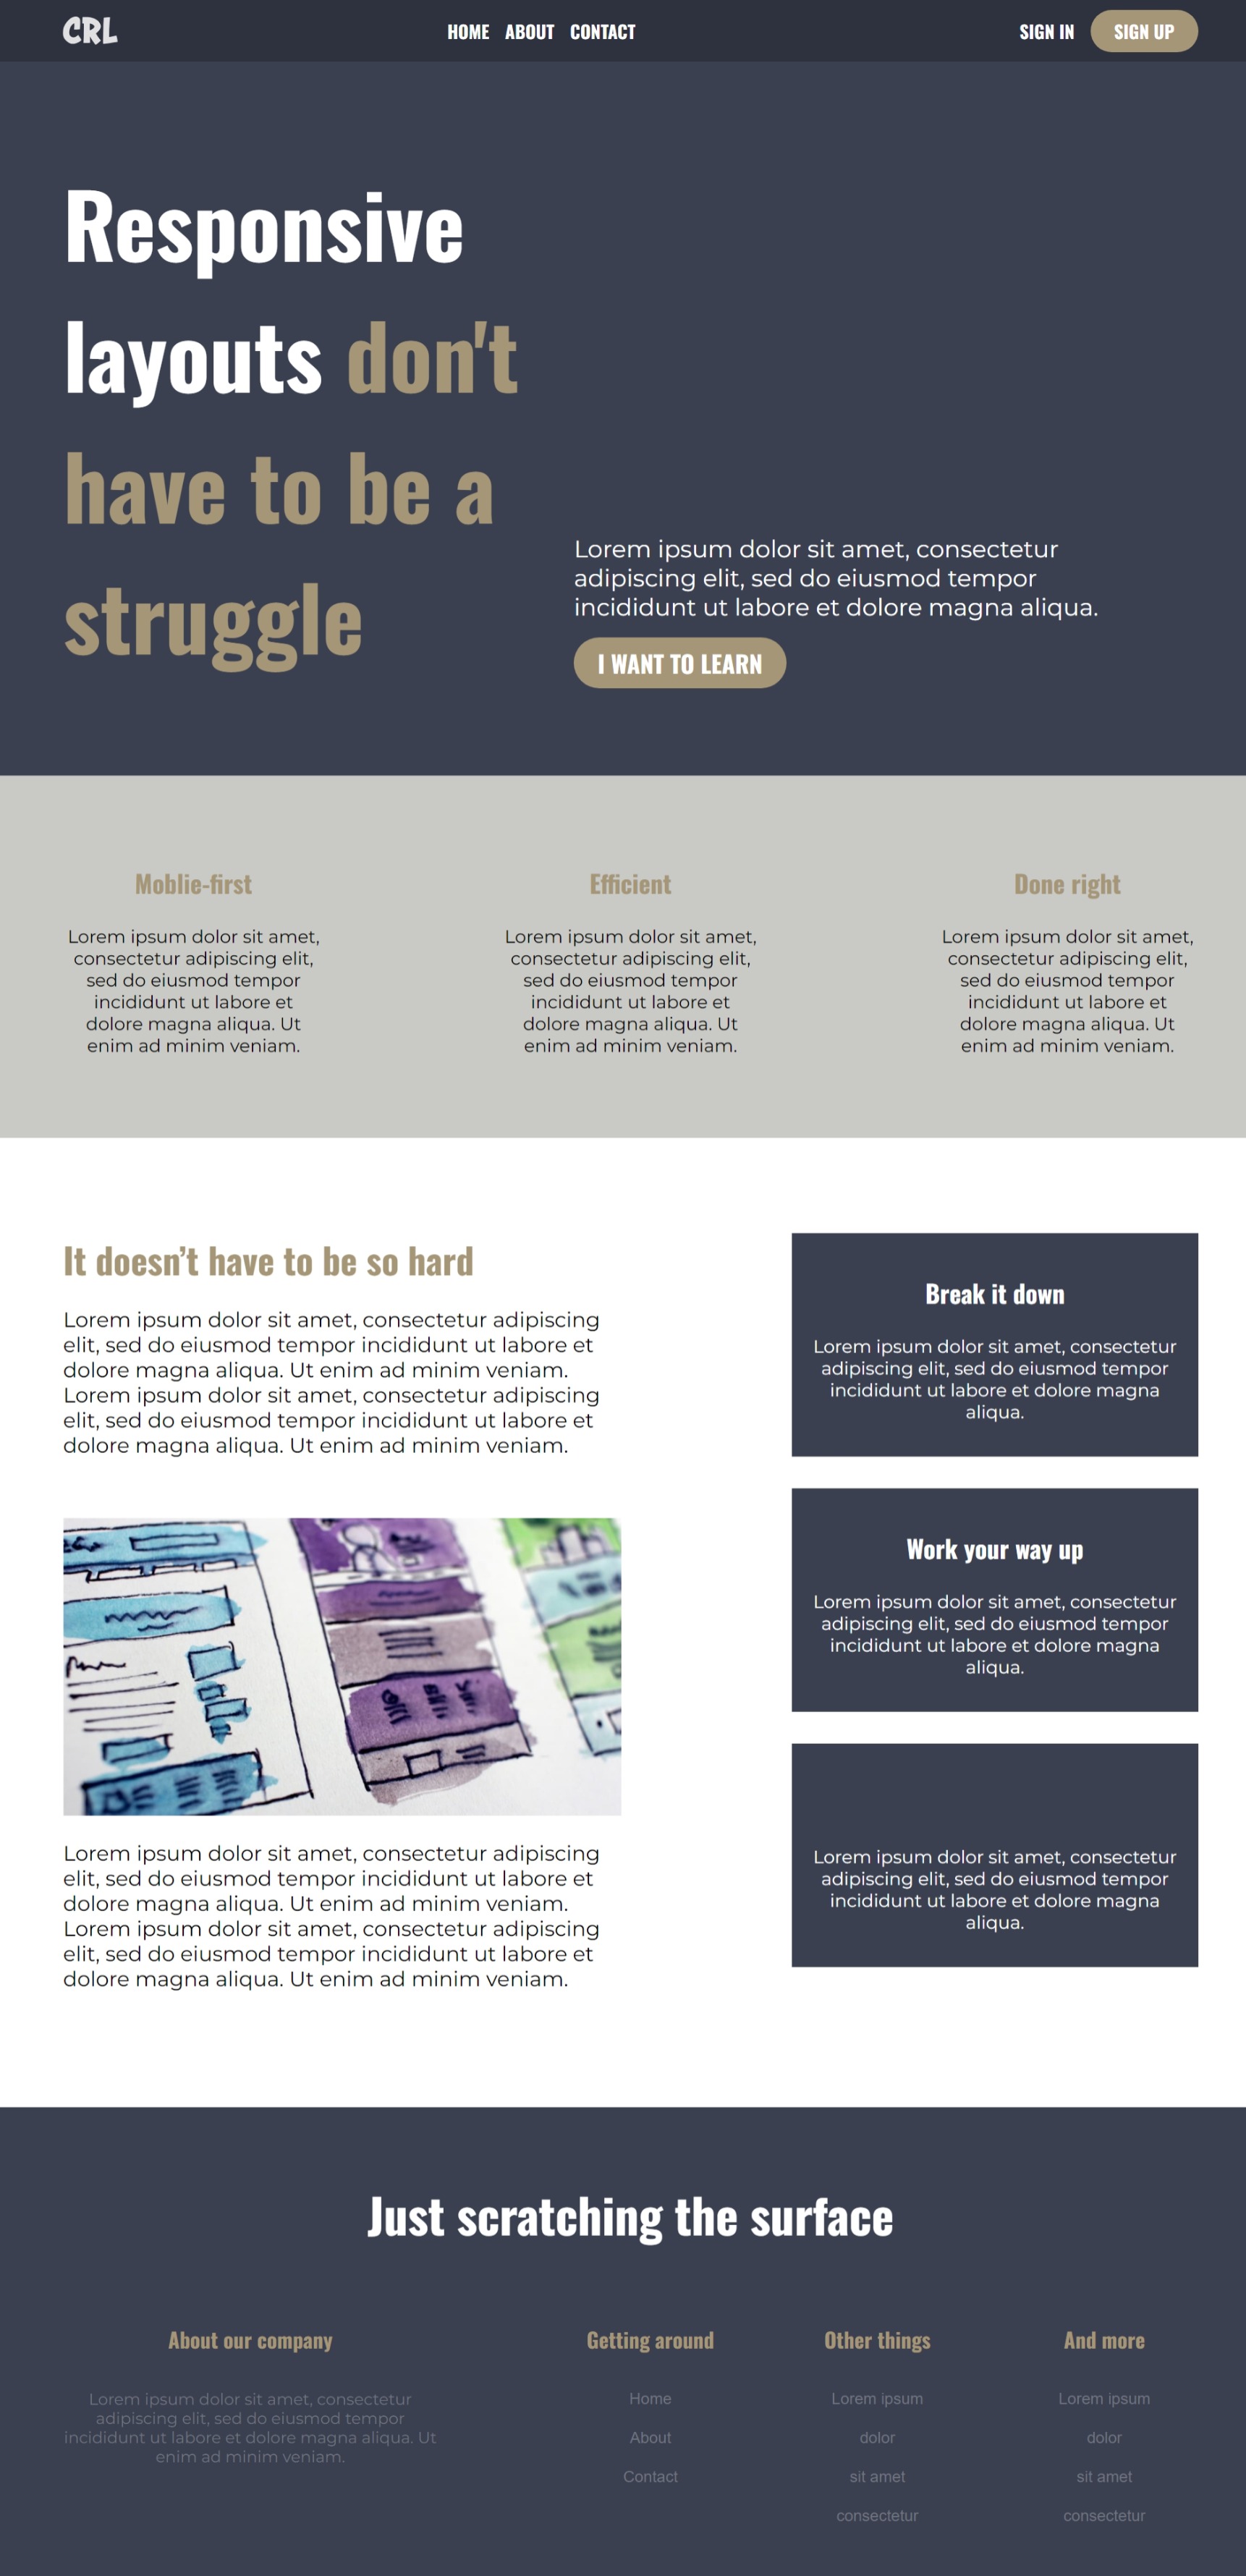 CRL
HOME ABOUT CONTACT
SIGN IN SIGN UP
Responsive
layouts don't
have to be a
struggle
Lorem ipsum dolor sit amet, consectetur
adipiscing elit, sed do eiusmod tempor
incididunt ut labore et dolore magna aliqua.
I WANT TO LEARN
Moblie-first
Lorem ipsum dolor sit amet,
consectetur adipiscing elit,
sed do eiusmod tempor
incididunt ut labore et
dolore magna aliqua. Ut
enim ad minim veniam.
Efficient
Lorem ipsum dolor sit amet,
consectetur adipiscing elit,
sed do eiusmod tempor
incididunt ut labore et
dolore magna aliqua. Ut
enim ad minim veniam.
Done right
Lorem ipsum dolor sit amet,
consectetur adipiscing elit,
sed do eiusmod tempor
incididunt ut labore et
dolore magna aliqua. Ut
enim ad minim veniam.
It doesn’t have to be so hard
Lorem ipsum dolor sit amet, consectetur adipiscing
elit, sed do eiusmod tempor incididunt ut labore et
dolore magna aliqua. Ut enim ad minim veniam.
Lorem ipsum dolor sit amet, consectetur adipiscing
elit, sed do eiusmod tempor incididunt ut labore et
dolore magna aliqua. Ut enim ad minim veniam.
Lorem ipsum dolor sit amet, consectetur adipiscing
elit, sed do eiusmod tempor incididunt ut labore et
dolore magna aliqua. Ut enim ad minim veniam.
Lorem ipsum dolor sit amet, consectetur adipiscing
elit, sed do eiusmod tempor incididunt ut labore et
dolore magna aliqua. Ut enim ad minim veniam.
Break it down
Lorem ipsum dolor sit amet, consectetur
adipiscing elit, sed do eiusmod tempor
incididunt ut labore et dolore magna
aliqua.
Work your way up
Lorem ipsum dolor sit amet, consectetur
adipiscing elit, sed do eiusmod tempor
incididunt ut labore et dolore magna
aliqua.
Lorem ipsum dolor sit amet, consectetur
adipiscing elit, sed do eiusmod tempor
incididunt ut labore et dolore magna
aliqua.
Just scratching the surface
About our company
Lorem ipsum dolor sit amet, consectetur
adipiscing elit, sed do eiusmod tempor
incididunt ut labore et dolore magna aliqua. Ut
enim ad minim veniam.
Getting around
Home
About
Contact
Other things
Lorem ipsum
dolor
sit amet
consectetur
And more
Lorem ipsum
dolor
sit amet
consectetur